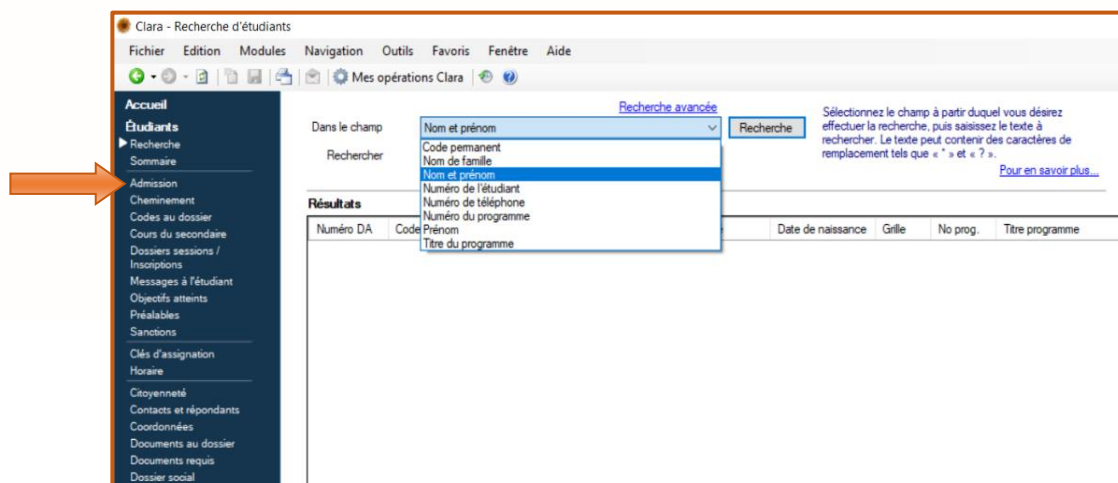 Clara - Recherche d'étudiants
Fichier Edition Modules Navigation Outils Favoris Fenêtre Aide
Mes opérations Clara
Accueil
Étudiants
Recherche
Sommaire
Admission
Cheminement
Codes au dossier
Cours du secondaire
Dossiers sessions /
Inscriptions
Messages à l'étudiant
Objectifs atteints
Préalables
Sanctions
Clés d'assignation
Horaire
Citoyenneté
Contacts et répondants
Coordonnées
Documents au dossier
Documents requis
Dossier social
Recherche avancée
Dans le champ Nom et prénom Recherche
Rechercher
Code permanent
Nom de famille
Nom et prénom
Numéro de l'étudiant
Numéro de téléphone
Numéro du programme
Prénom
Titre du programme
Sélectionnez le champ à partir duquel vous désirez
effectuer la recherche, puis saisissez le texte à
rechercher. Le texte peut contenir des caractères de
remplacement tels que « * » et « ? ».
Pour en savoir plus...
Résultats
Numéro DA Code Date de naissance Grille No prog. Titre programme